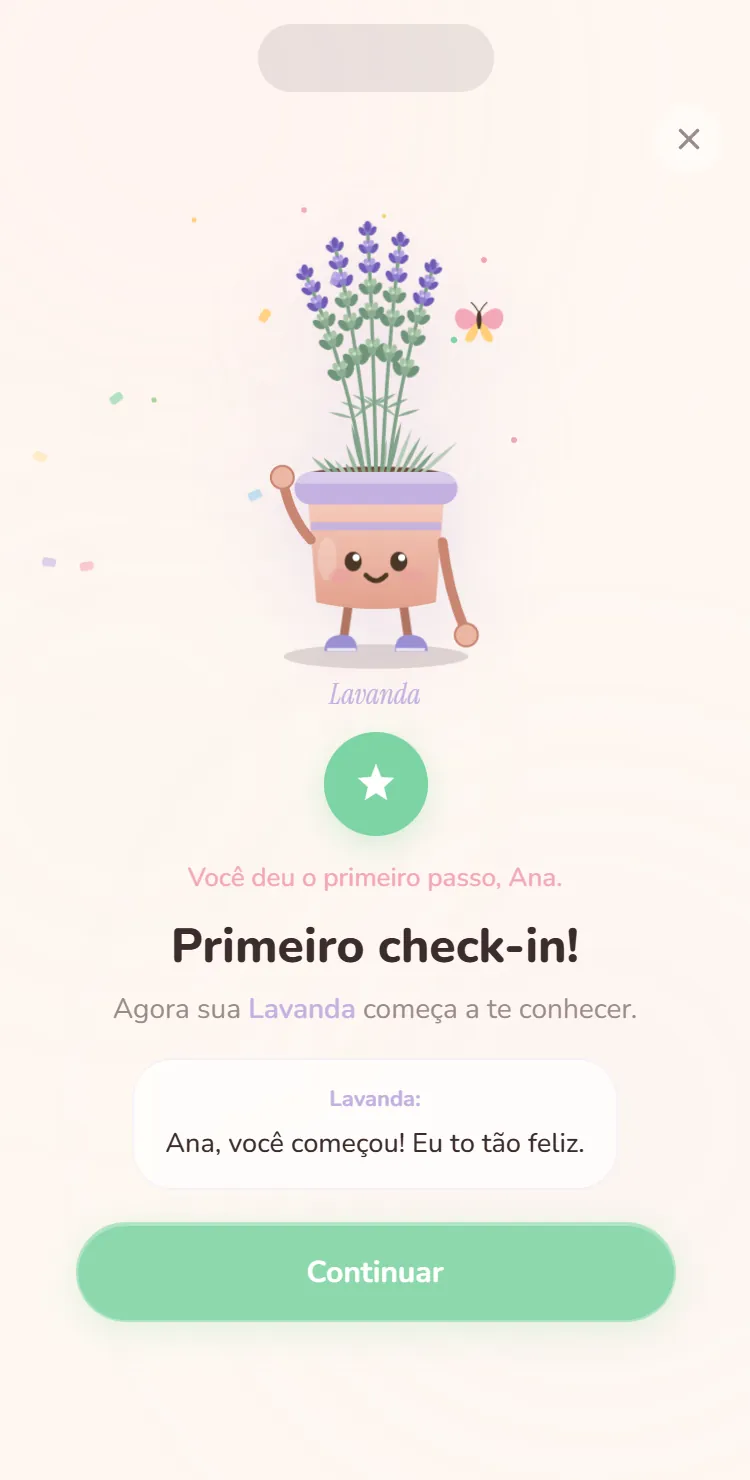 Lavanda
Você deu o primeiro passo, Ana.
Primeiro check-in!
Agora sua Lavanda começa a te conhecer.
Lavanda:
Ana, você começou! Eu to tão feliz.
Continuar